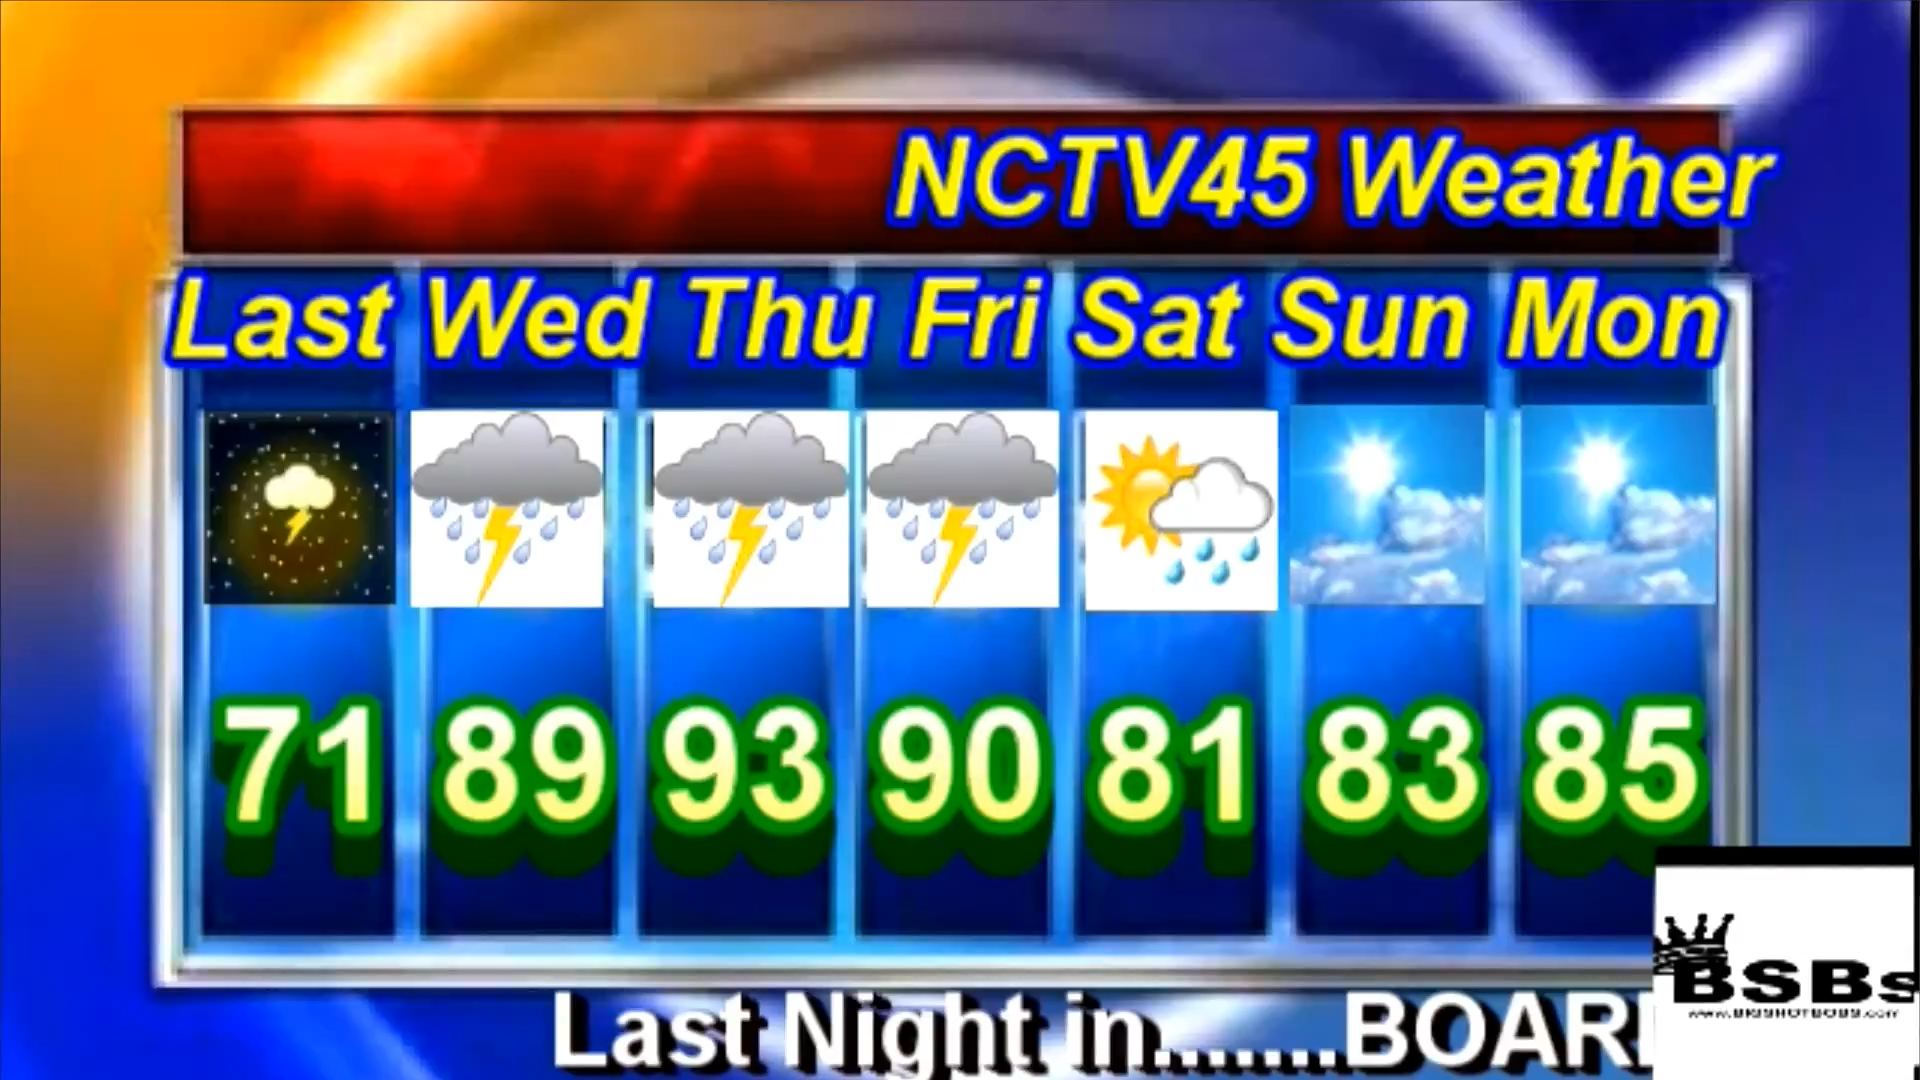 NCTV45 Weather
Last Wed Thu Fri Sat Sun Mon
71 89 93 90 81 83 85
BSBs
Last Night in.......BOAR